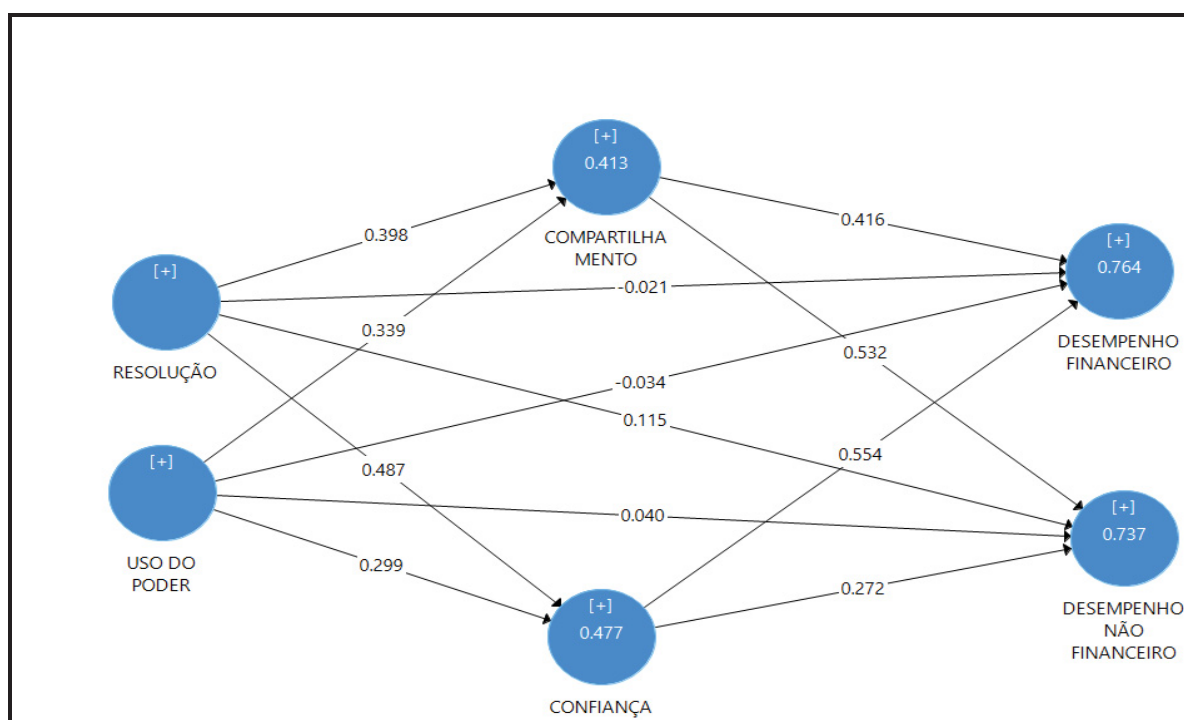 [+]
0.413
COMPARTILHA
MENTO
[+]
0.764
DESEMPENHO
FINANCEIRO
[+]
RESOLUÇÃO
[+]
USO DO
PODER
[+]
0.477
CONFIANÇA
[+]
0.737
DESEMPENHO
NÃO
FINANCEIRO
0.398
0.416
-0.021
0.339
0.532
-0.034
0.115
0.554
0.487
0.040
0.299
0.272